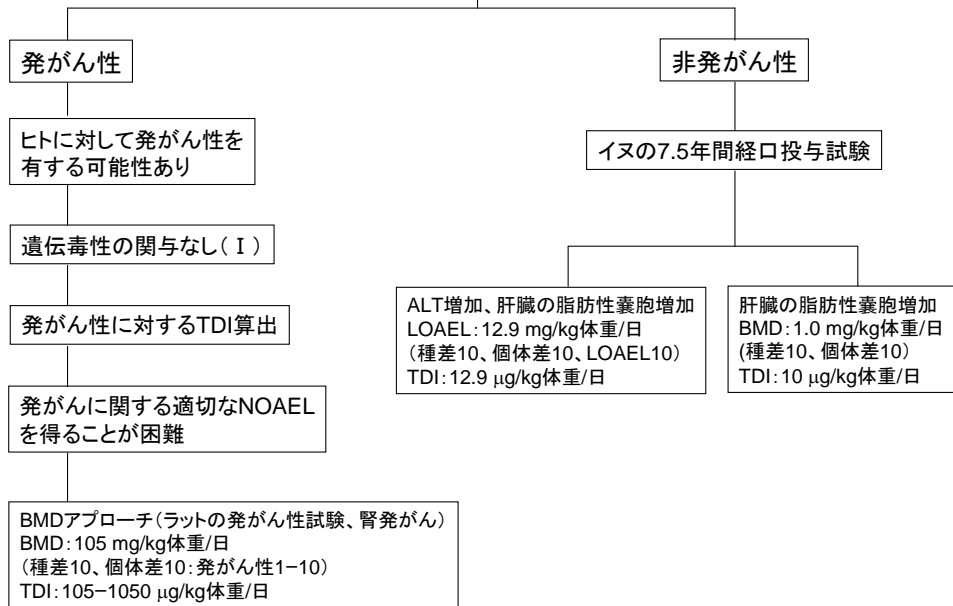 発がん性
ヒトに対して発がん性を
有する可能性あり
遺伝毒性の関与なし(Ⅰ)
発がん性に対するTDI算出
発がんに関する適切なNOAEL
を得ることが困難
BMDアプローチ(ラットの発がん性試験、腎発がん)
BMD:105 mg/kg体重/日
(種差10、個体差10:発がん性1−10)
TDI:105−1050 μg/kg体重/日
非発がん性
イヌの7.5年間経口投与試験
ALT増加、肝臓の脂肪性嚢胞増加
LOAEL:12.9 mg/kg体重/日
(種差10、個体差10、LOAEL10)
TDI:12.9 μg/kg体重/日
肝臓の脂肪性嚢胞増加
BMD:1.0 mg/kg体重/日
(種差10、個体差10)
TDI:10 μg/kg体重/日